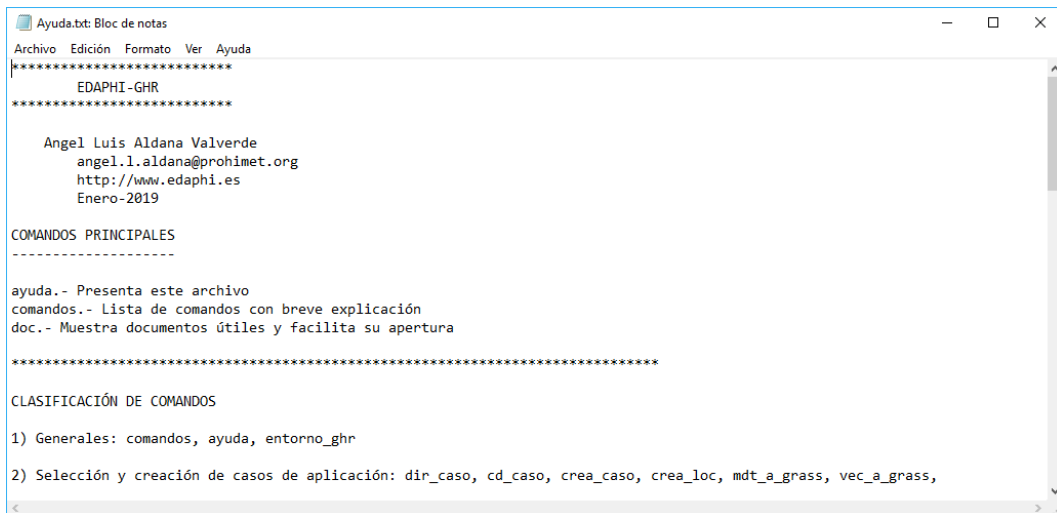 Ayuda.txt: Bloc de notas
Archivo Edición Formato Ver Ayuda
***************************
EDAPHI-GHR
***************************
Angel Luis Aldana Valverde
angel.l.aldana@prohimet.org
http://www.edaphi.es
Enero-2019
COMANDOS PRINCIPALES
--------------------
ayuda.- Presenta este archivo
comandos.- Lista de comandos con breve explicación
doc.- Muestra documentos útiles y facilita su apertura
********************************************************************************
CLASIFICACIÓN DE COMANDOS
1) Generales: comandos, ayuda, entorno_ghr
2) Selección y creación de casos de aplicación: dir_caso, cd_caso, crea_caso, crea_loc, mdt_a_grass, vec_a_grass,